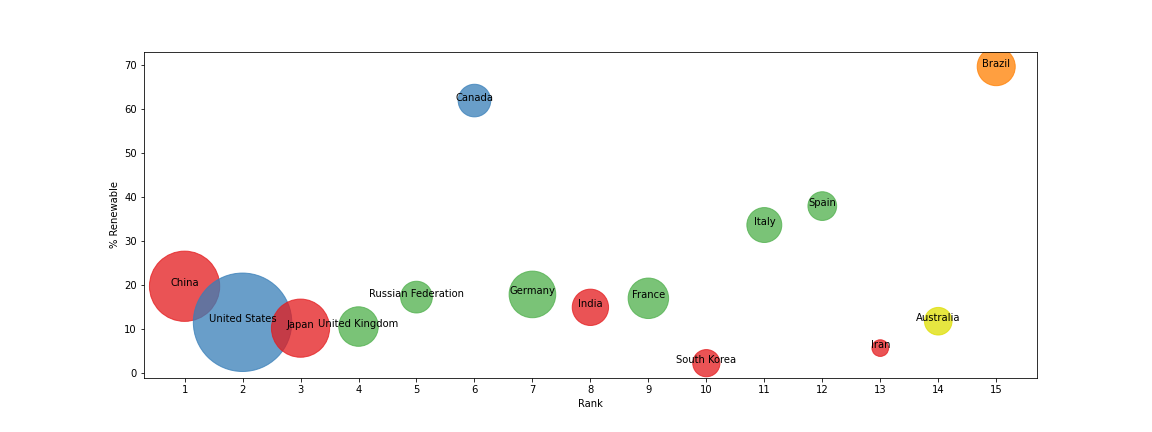 70
60
50
40
30
20
10
0
% Renewable
Brazil
Canada
Spain
Italy
China
Germany
Russian Federation
France
India
United States
Japan
United Kingdom
Australia
Iran
South Korea
1 2 3 4 5 6 7 8 9 10 11 12 13 14 15
Rank